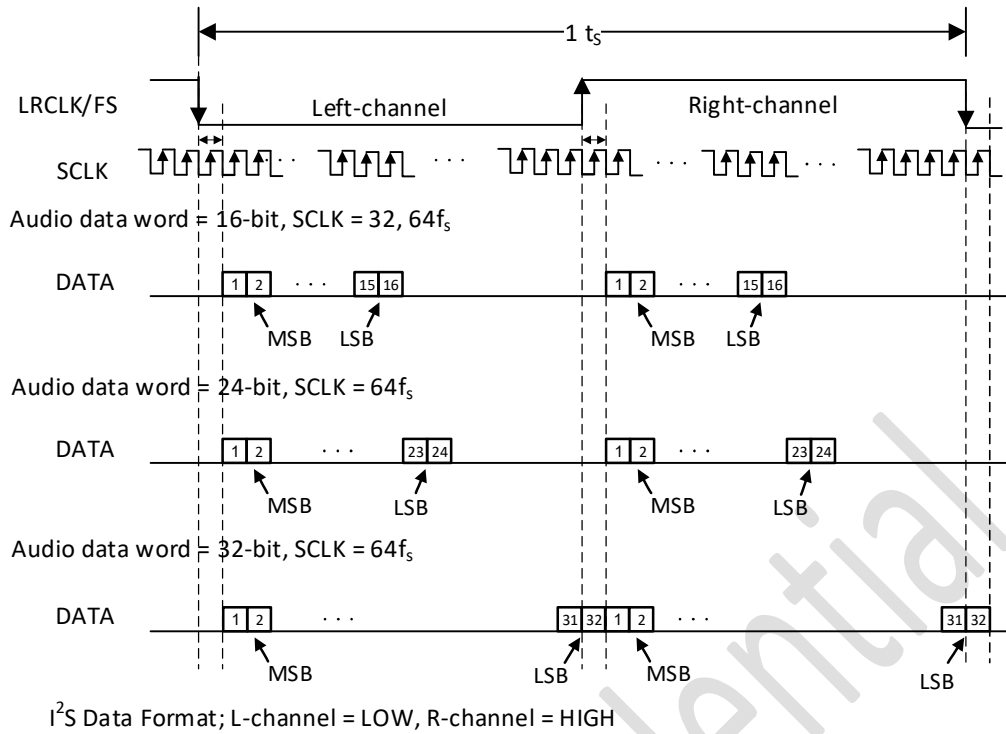 1 tₛ
LRCLK/FS
Left-channel
Right-channel
SCLK
. . .
. . .
. . .
. . .
Audio data word = 16-bit, SCLK = 32, 64fₛ
DATA
1 2 . . . 15 16 1 2 . . . 15 16
MSB LSB MSB LSB
Audio data word = 24-bit, SCLK = 64fₛ
DATA
1 2 . . . 23 24 1 2 . . . 23 24
MSB LSB MSB LSB
Audio data word = 32-bit, SCLK = 64fₛ
DATA
1 2 . . . 31 32 1 2 . . . 31 32
MSB LSB MSB LSB
I²S Data Format; L-channel = LOW, R-channel = HIGH